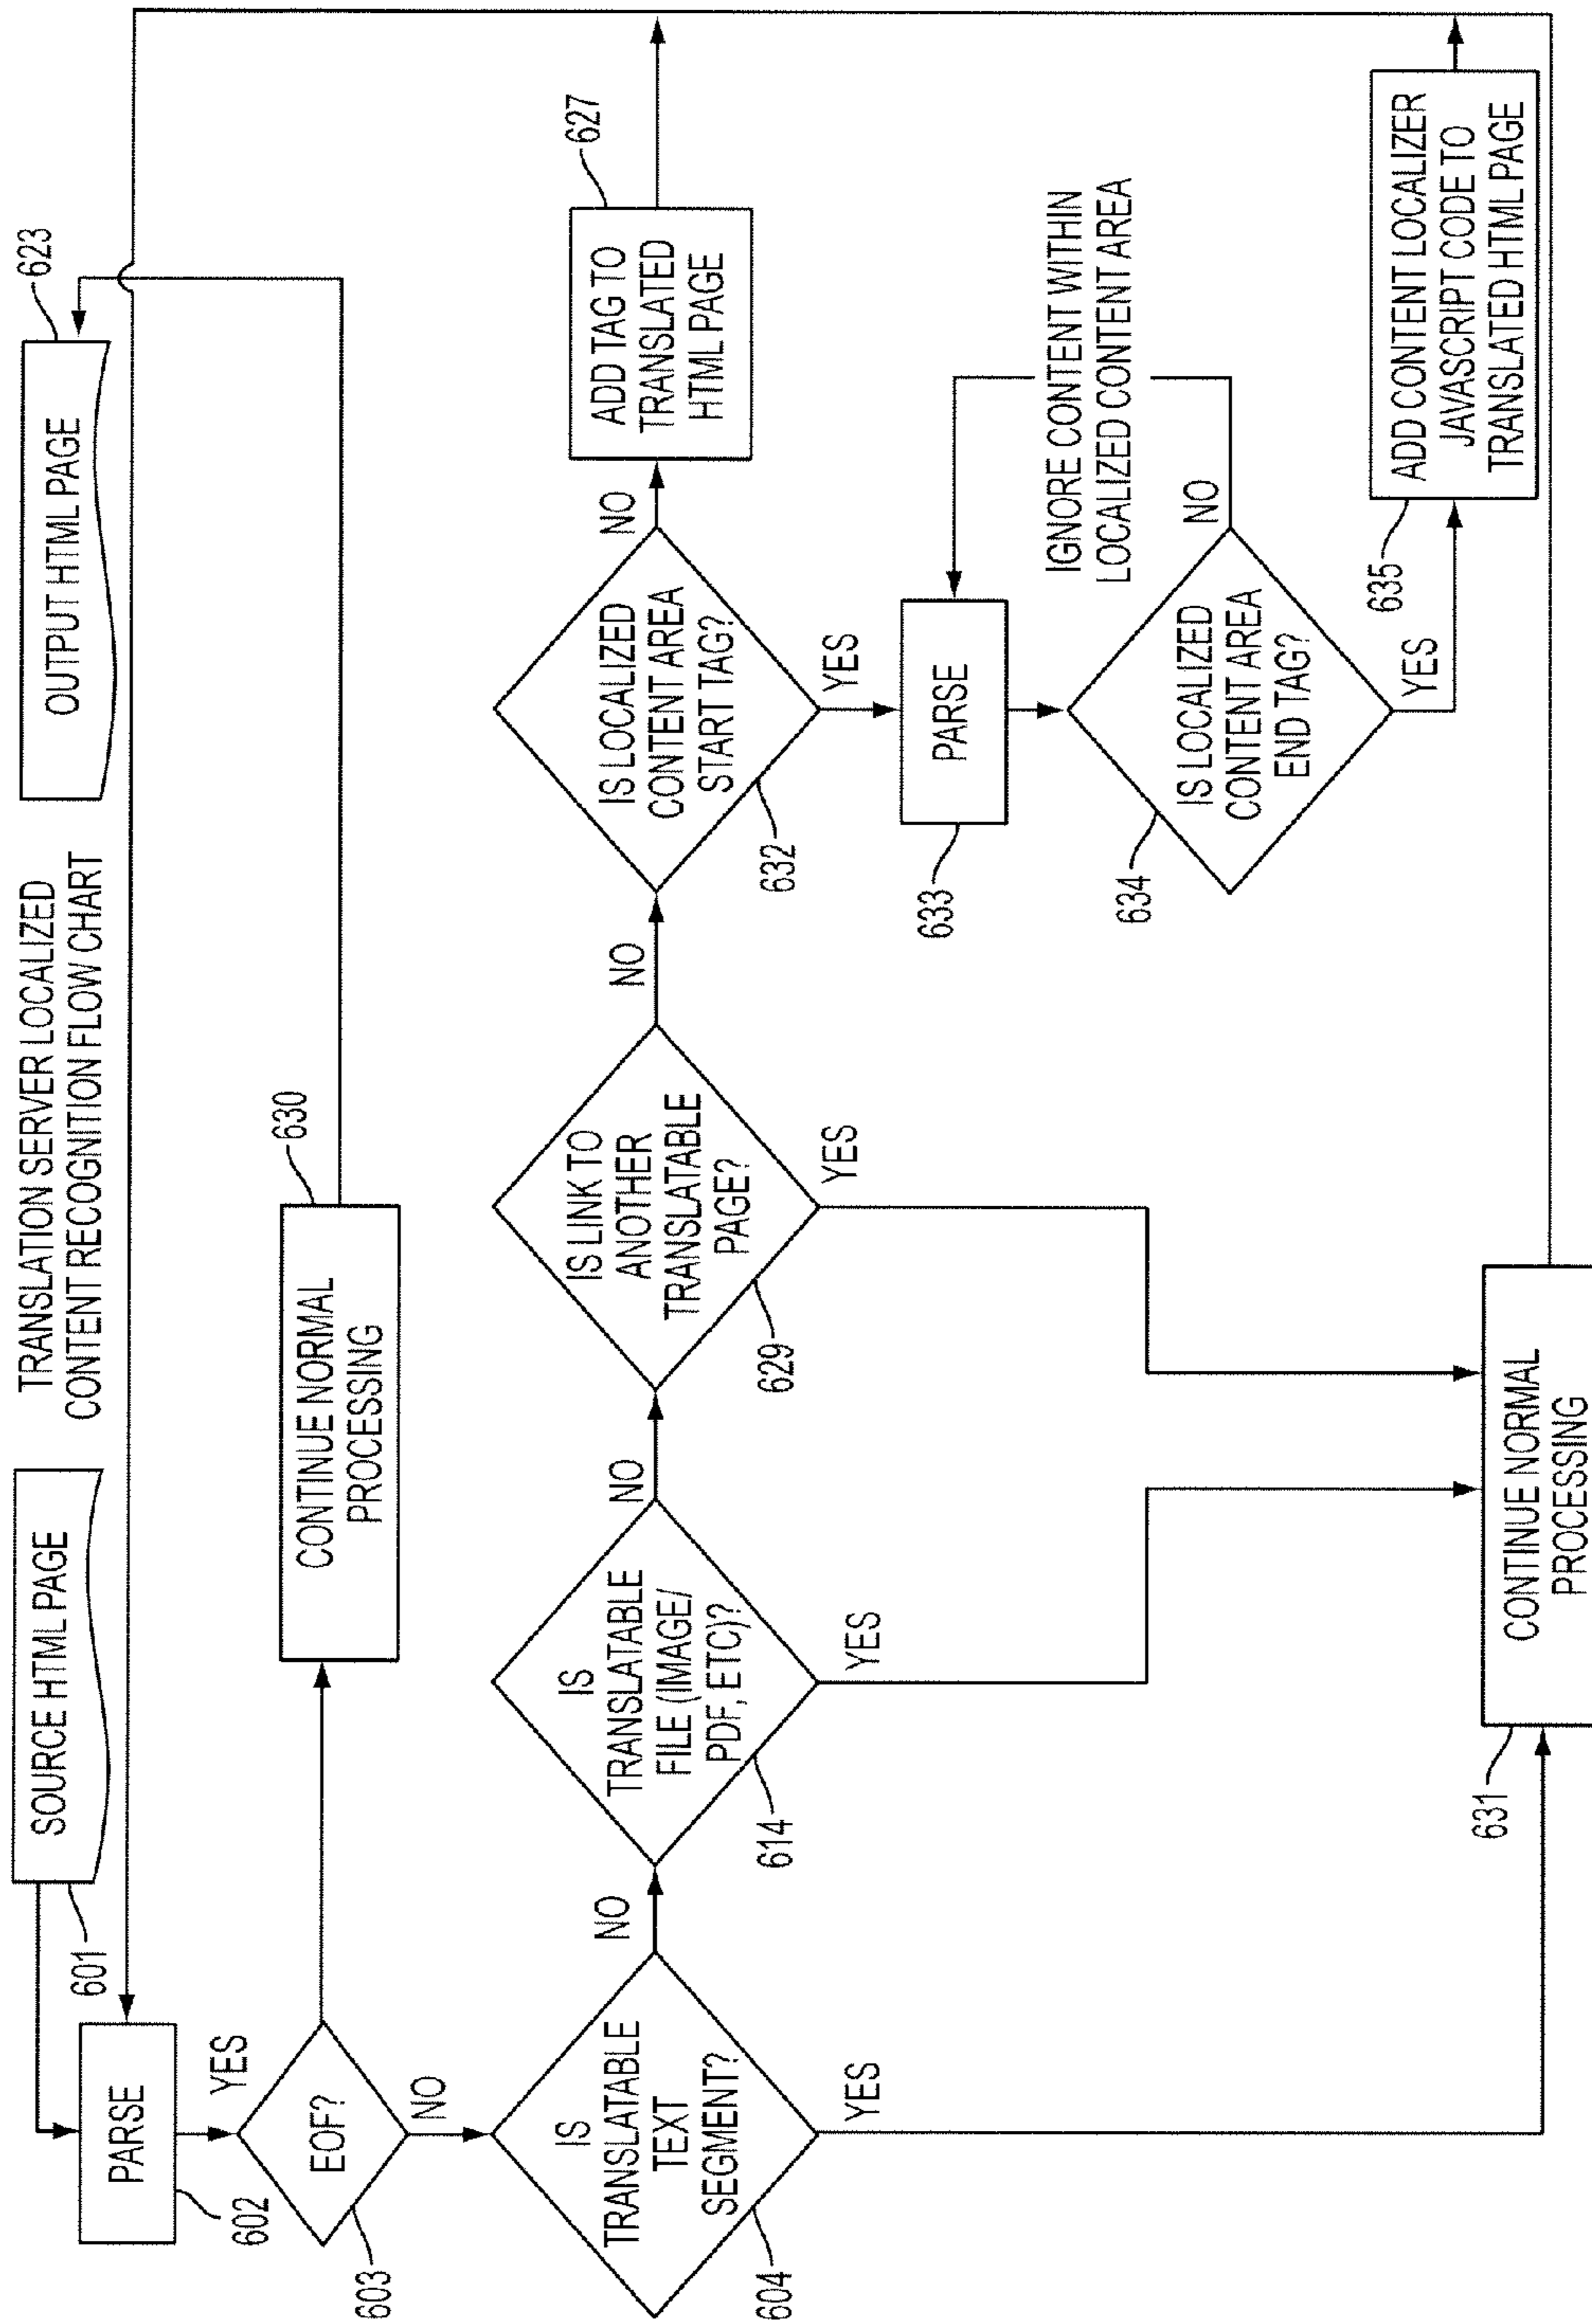 TRANSLATION SERVER LOCALIZED
CONTENT RECOGNITION FLOW CHART
SOURCE HTML PAGE
601
OUTPUT HTML PAGE
623
PARSE
602
YES
EOF?
603
NO
CONTINUE NORMAL
PROCESSING
630
IS
TRANSLATABLE
TEXT
SEGMENT?
604
NO
YES
IS
TRANSLATABLE
FILE (IMAGE/
PDF, ETC)?
614
NO
YES
IS LINK TO
ANOTHER
TRANSLATABLE
PAGE?
629
NO
YES
IS LOCALIZED
CONTENT AREA
START TAG?
632
NO
YES
ADD TAG TO
TRANSLATED
HTML PAGE
627
PARSE
633
IGNORE CONTENT WITHIN
LOCALIZED CONTENT AREA
IS LOCALIZED
CONTENT AREA
END TAG?
634
NO
YES
635
ADD CONTENT LOCALIZER
JAVASCRIPT CODE TO
TRANSLATED HTML PAGE
CONTINUE NORMAL
PROCESSING
631